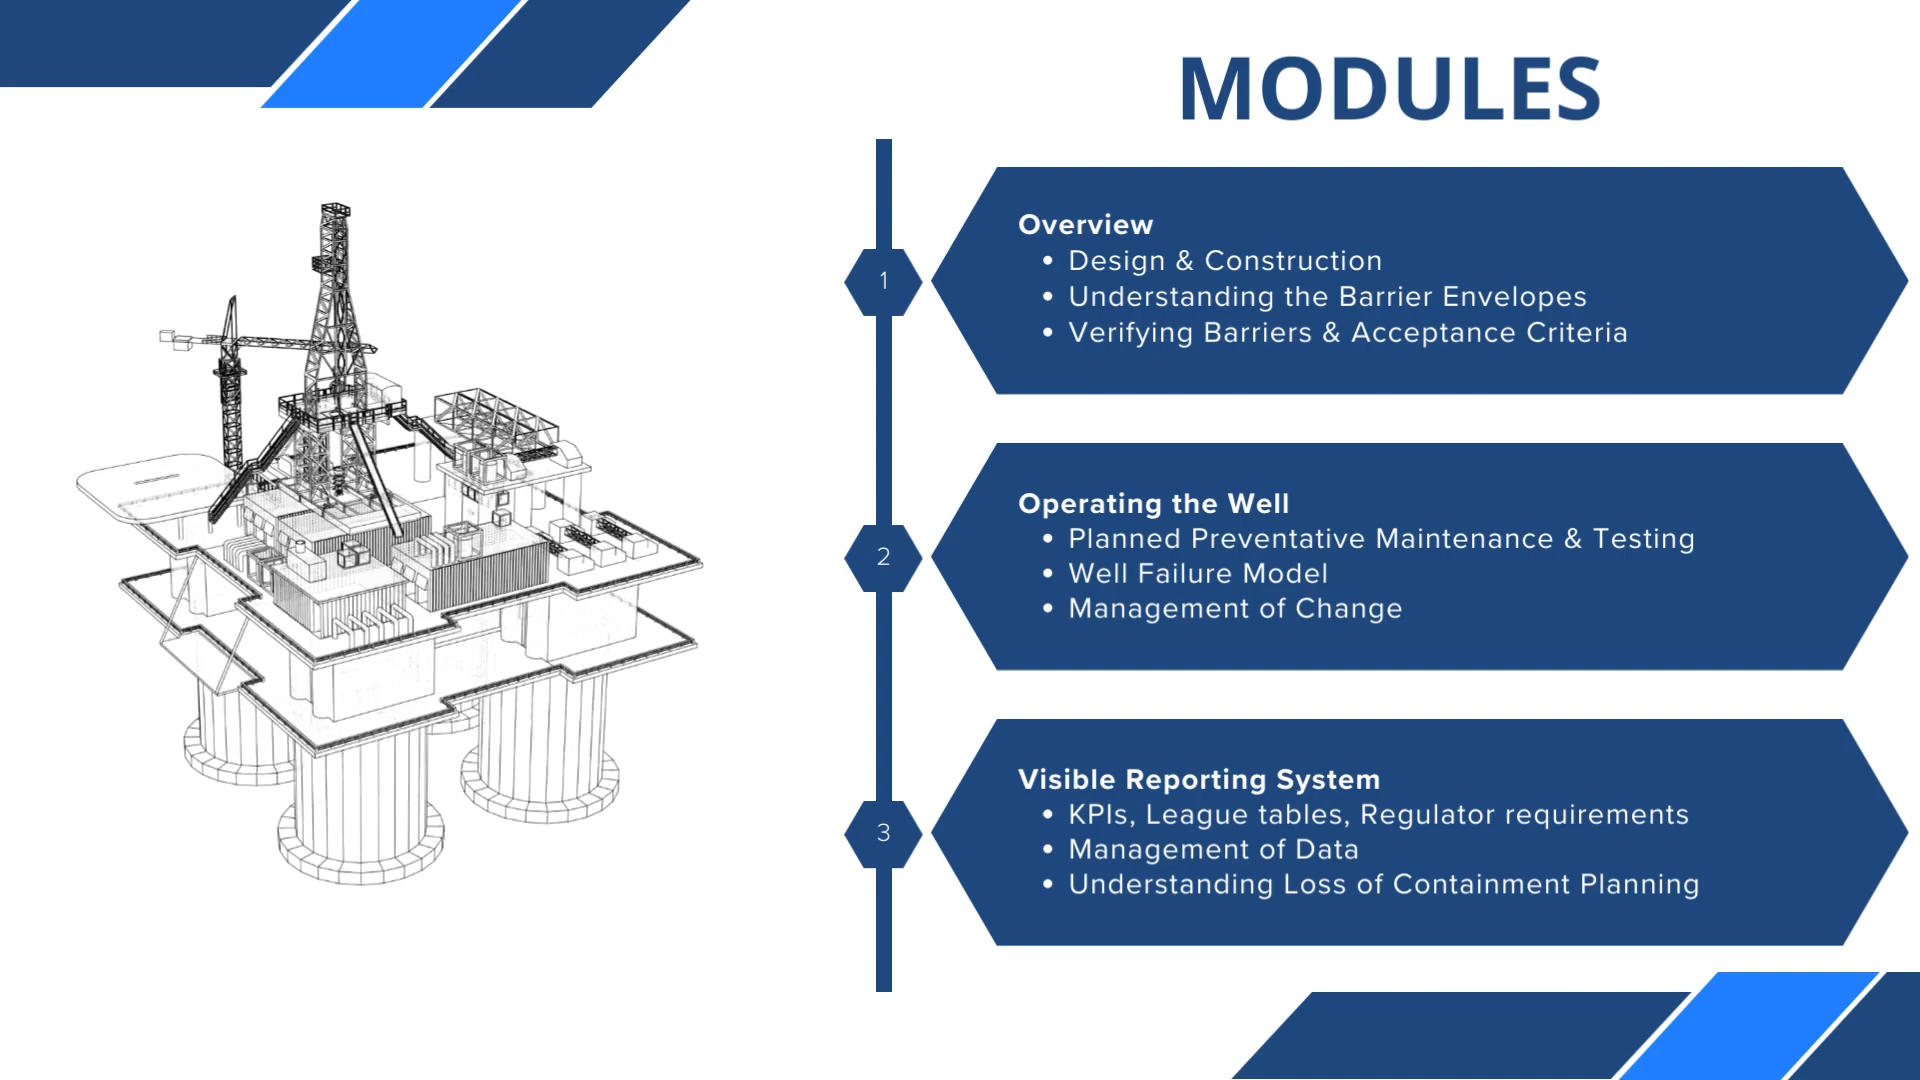 MODULES
1
Overview
• Design & Construction
• Understanding the Barrier Envelopes
• Verifying Barriers & Acceptance Criteria
2
Operating the Well
• Planned Preventative Maintenance & Testing
• Well Failure Model
• Management of Change
3
Visible Reporting System
• KPIs, League tables, Regulator requirements
• Management of Data
• Understanding Loss of Containment Planning